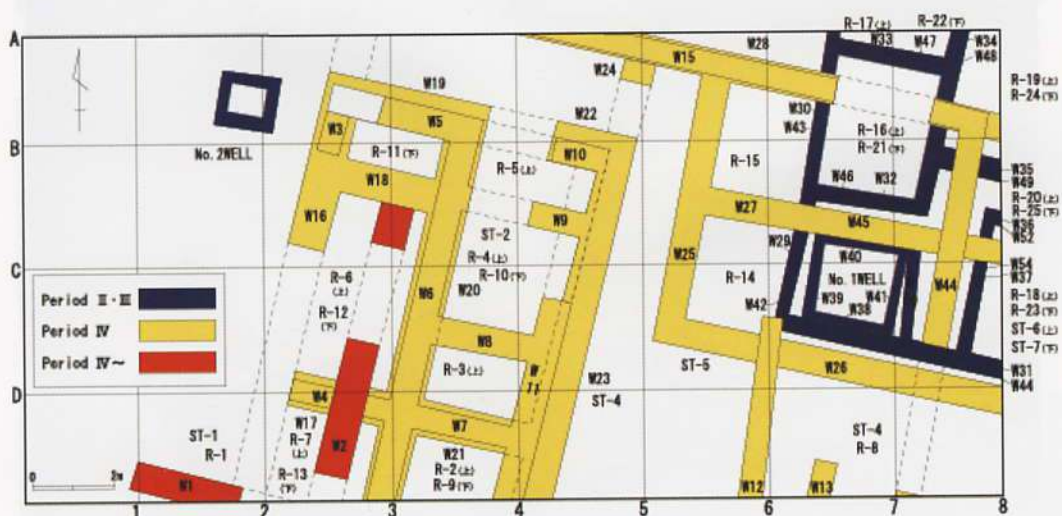 R-17(上)
R-22(下)
A
W33
W47
W34
W28
W48
W15
W24
R-19(上)
R-24(下)
W19
W22
W30
W43
W3
W5
R-16(上)
R-21(下)
B
No. 2WELL
R-11(下)
W10
R-5(上)
R-15
W35
W49
W18
W46
W32
R-20(上)
R-25(下)
W16
W9
W27
W45
W36
W52
ST-2
W29
R-4(上)
R-10(下)
W25
W40
W54
C
R-6
(上)
R-14
No. 1WELL
W37
W44
Period Ⅱ・Ⅲ
W6
W20
W42
W39
W41
W38
R-18(上)
R-23(下)
R-12
(下)
ST-6(上)
ST-7(下)
Period Ⅳ
W8
Period Ⅳ~
R-3(上)
W
11
W23
ST-5
W26
W31
W44
D
W4
ST-4
W17
R-7
(上)
W7
ST-1
R-1
W2
W21
R-2(上)
R-9(下)
ST-4
R-8
R-13
(下)
0
2m
W1
W12
W13
1
2
3
4
5
6
7
8